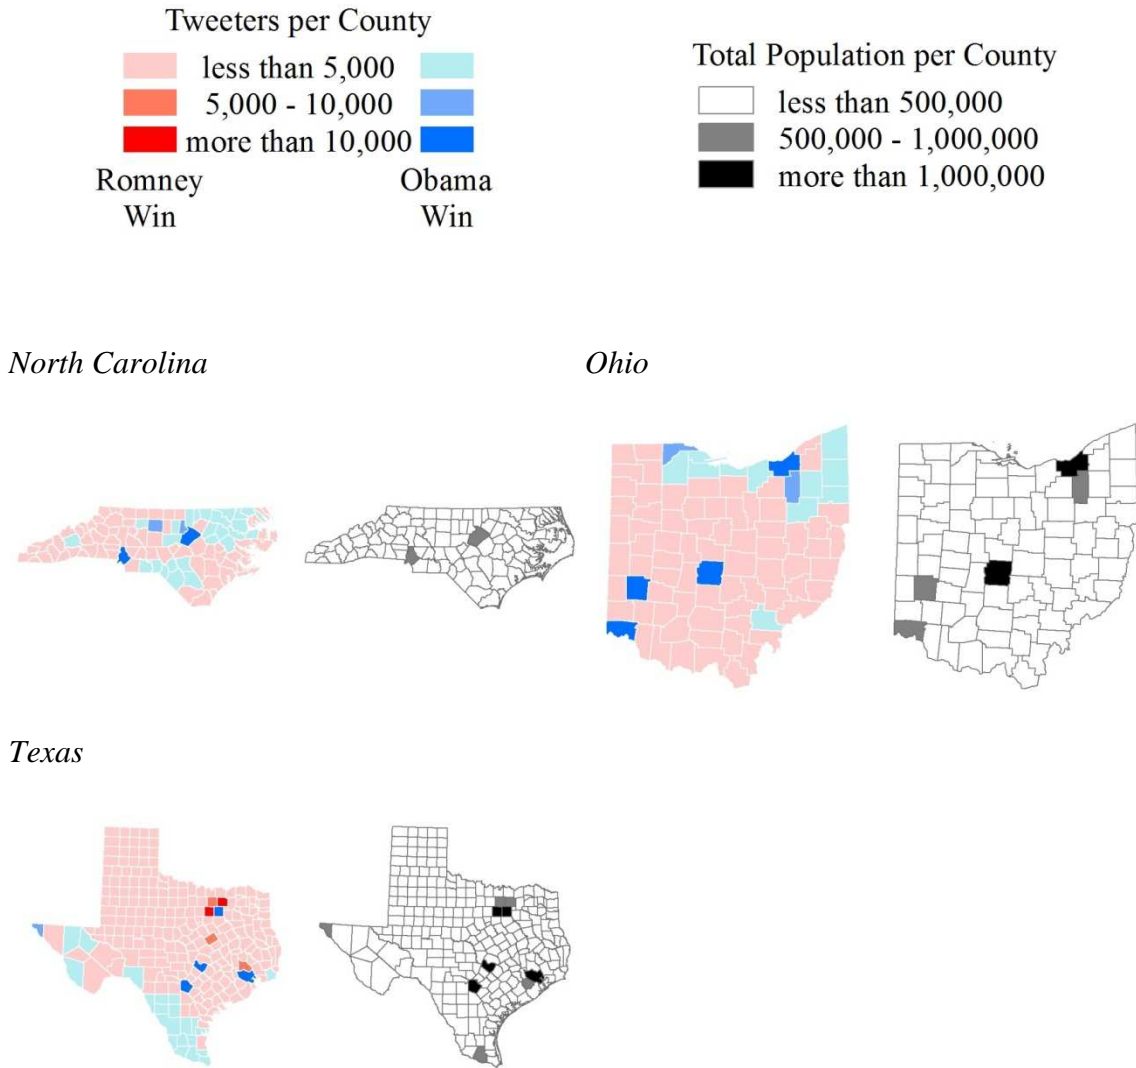 Tweeters per County
less than 5,000
5,000 - 10,000
more than 10,000
Romney Win
Obama Win
Total Population per County
less than 500,000
500,000 - 1,000,000
more than 1,000,000
North Carolina
Ohio
Texas